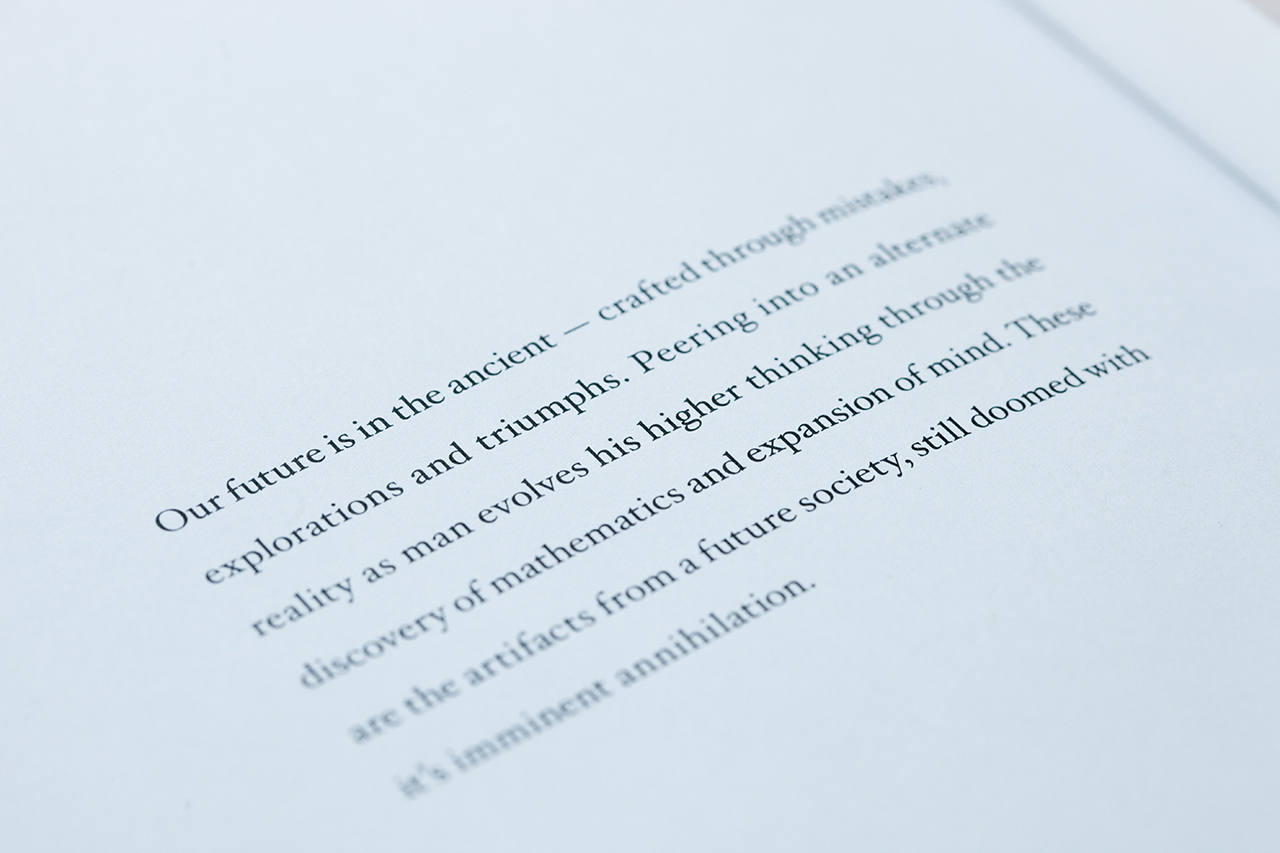 Our future is in the ancient — crafted through mistakes,
explorations and triumphs. Peering into an alternate
reality as man evolves his higher thinking through the
discovery of mathematics and expansion of mind. These
are the artifacts from a future society, still doomed with
it's imminent annihilation.